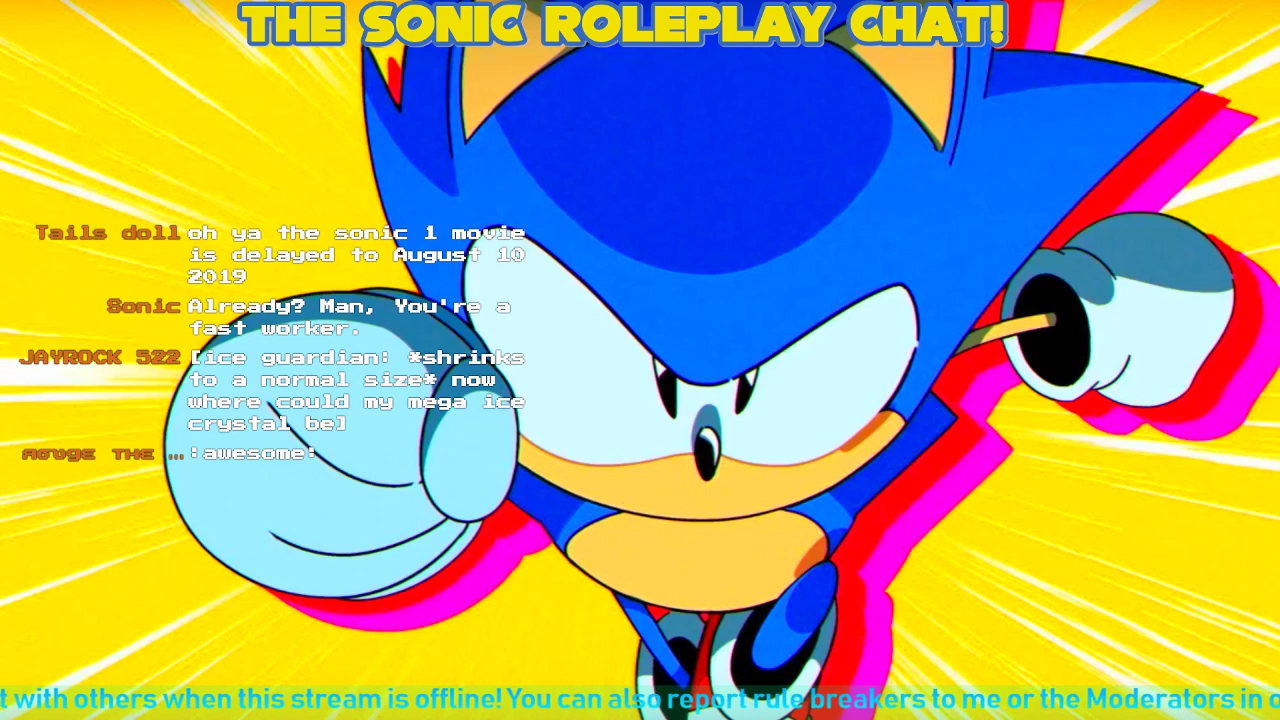 THE SONIC ROLEPLAY CHAT!
Tails doll oh ya the sonic 1 movie
is delayed to August 10
2019
Sonic Already? Man, You're a
fast worker.
JAYROCK 522 [ice guardian: *shrinks
to a normal size* now
where could my mega ice
crystal be]
ROUGE THE ... :awesome:
t with others when this stream is offline! You can also report rule breakers to me or the Moderators in o